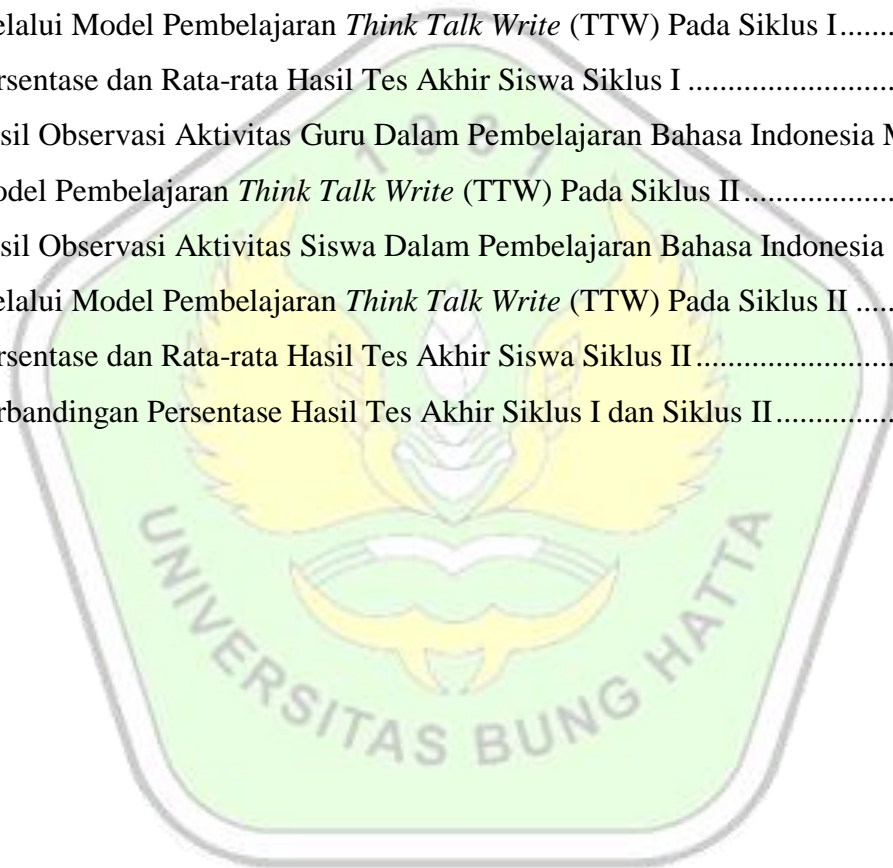 elalui Model Pembelajaran Think Talk Write (TTW) Pada Siklus I.......
rsentase dan Rata-rata Hasil Tes Akhir Siswa Siklus I ..........................
sil Observasi Aktivitas Guru Dalam Pembelajaran Bahasa Indonesia M
odel Pembelajaran Think Talk Write (TTW) Pada Siklus II...................
sil Observasi Aktivitas Siswa Dalam Pembelajaran Bahasa Indonesia
elalui Model Pembelajaran Think Talk Write (TTW) Pada Siklus II .....
rsentase dan Rata-rata Hasil Tes Akhir Siswa Siklus II.........................
rbandingan Persentase Hasil Tes Akhir Siklus I dan Siklus II...............
1981
UNIVERSITAS BUNG HATTA